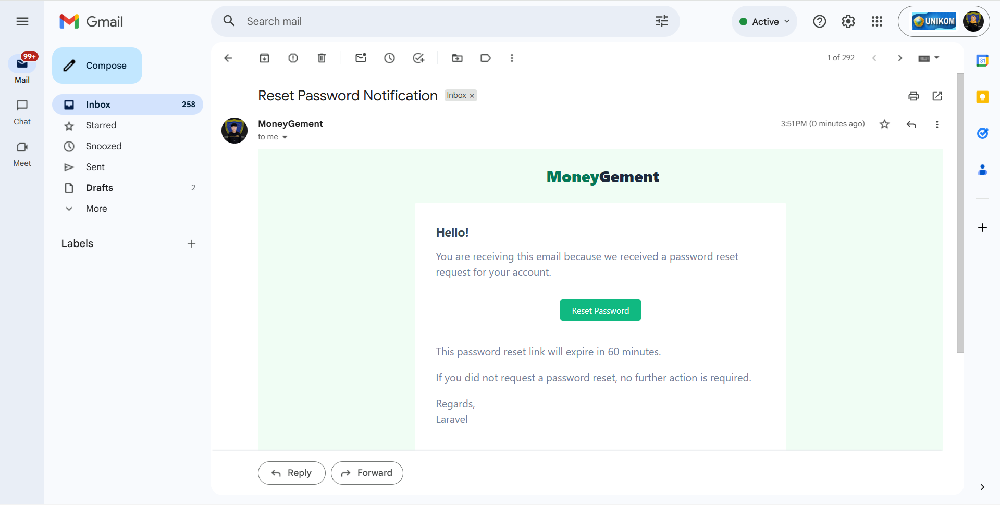 Gmail
Search mail
Active
UNIKOM
99+
Mail
Chat
Meet
Compose
Inbox 258
Starred
Snoozed
Sent
Drafts 2
More
Labels
1 of 292
31
Reset Password Notification Inbox ×
MoneyGement
3:51 PM (0 minutes ago)
to me
MoneyGement
Hello!
You are receiving this email because we received a password reset
request for your account.
Reset Password
This password reset link will expire in 60 minutes.
If you did not request a password reset, no further action is required.
Regards,
Laravel
Reply
Forward